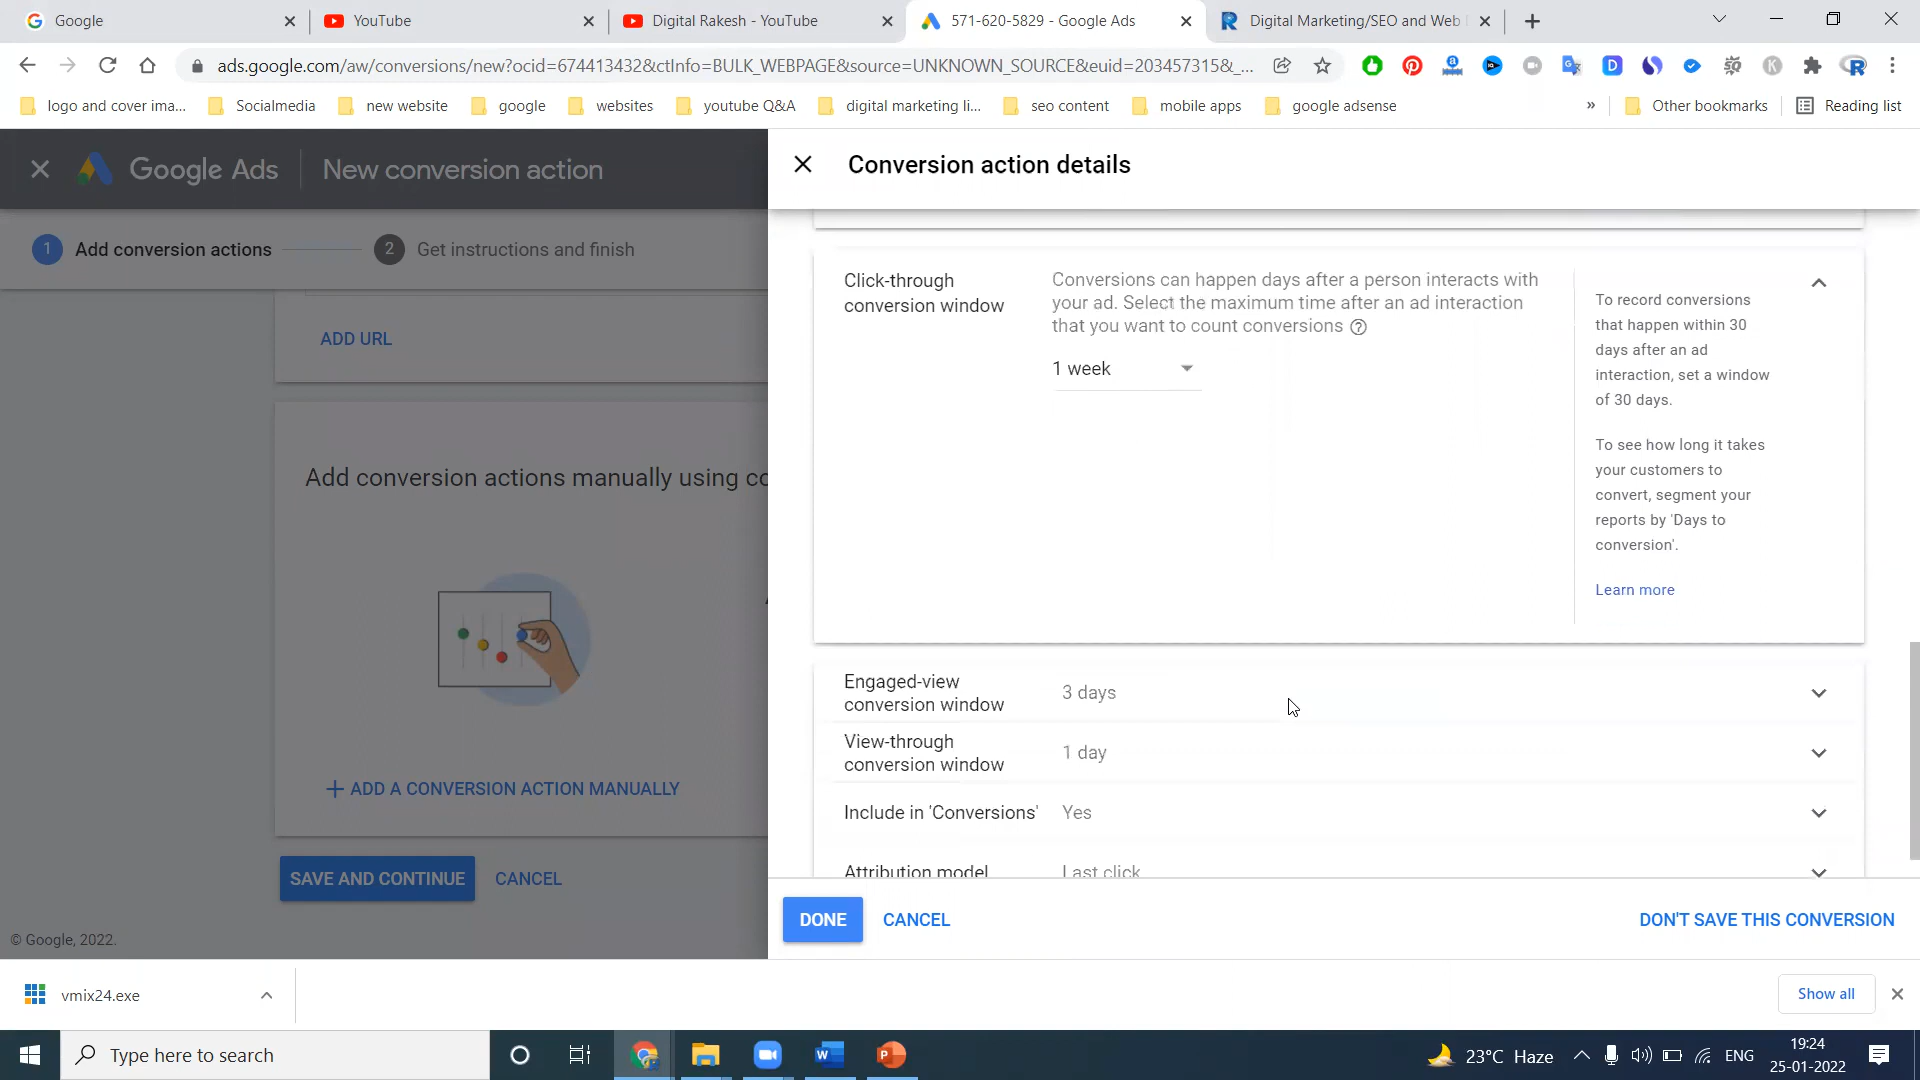 Google
YouTube
Digital Rakesh - YouTube
571-620-5829 - Google Ads
Digital Marketing/SEO and Web
ads.google.com/aw/conversions/new?ocid=674413432&ctInfo=BULK_WEBPAGE&source=UNKNOWN_SOURCE&euid=203457315&_...
logo and cover ima...
Socialmedia
new website
google
websites
youtube Q&A
digital marketing li...
seo content
mobile apps
google adsense
»
Other bookmarks
Reading list
Google Ads
New conversion action
1 Add conversion actions
2 Get instructions and finish
ADD URL
Add conversion actions manually using co
ADD A CONVERSION ACTION MANUALLY
SAVE AND CONTINUE
CANCEL
© Google, 2022.
Conversion action details
Click-through
conversion window
Conversions can happen days after a person interacts with
your ad. Select the maximum time after an ad interaction
that you want to count conversions
1 week
To record conversions
that happen within 30
days after an ad
interaction, set a window
of 30 days.
To see how long it takes
your customers to
convert, segment your
reports by 'Days to
conversion'.
Learn more
Engaged-view
conversion window
3 days
View-through
conversion window
1 day
Include in 'Conversions'
Yes
Attribution model
Last click
DONE
CANCEL
DON'T SAVE THIS CONVERSION
vmix24.exe
Show all
Type here to search
23°C Haze
ENG
19:24
25-01-2022